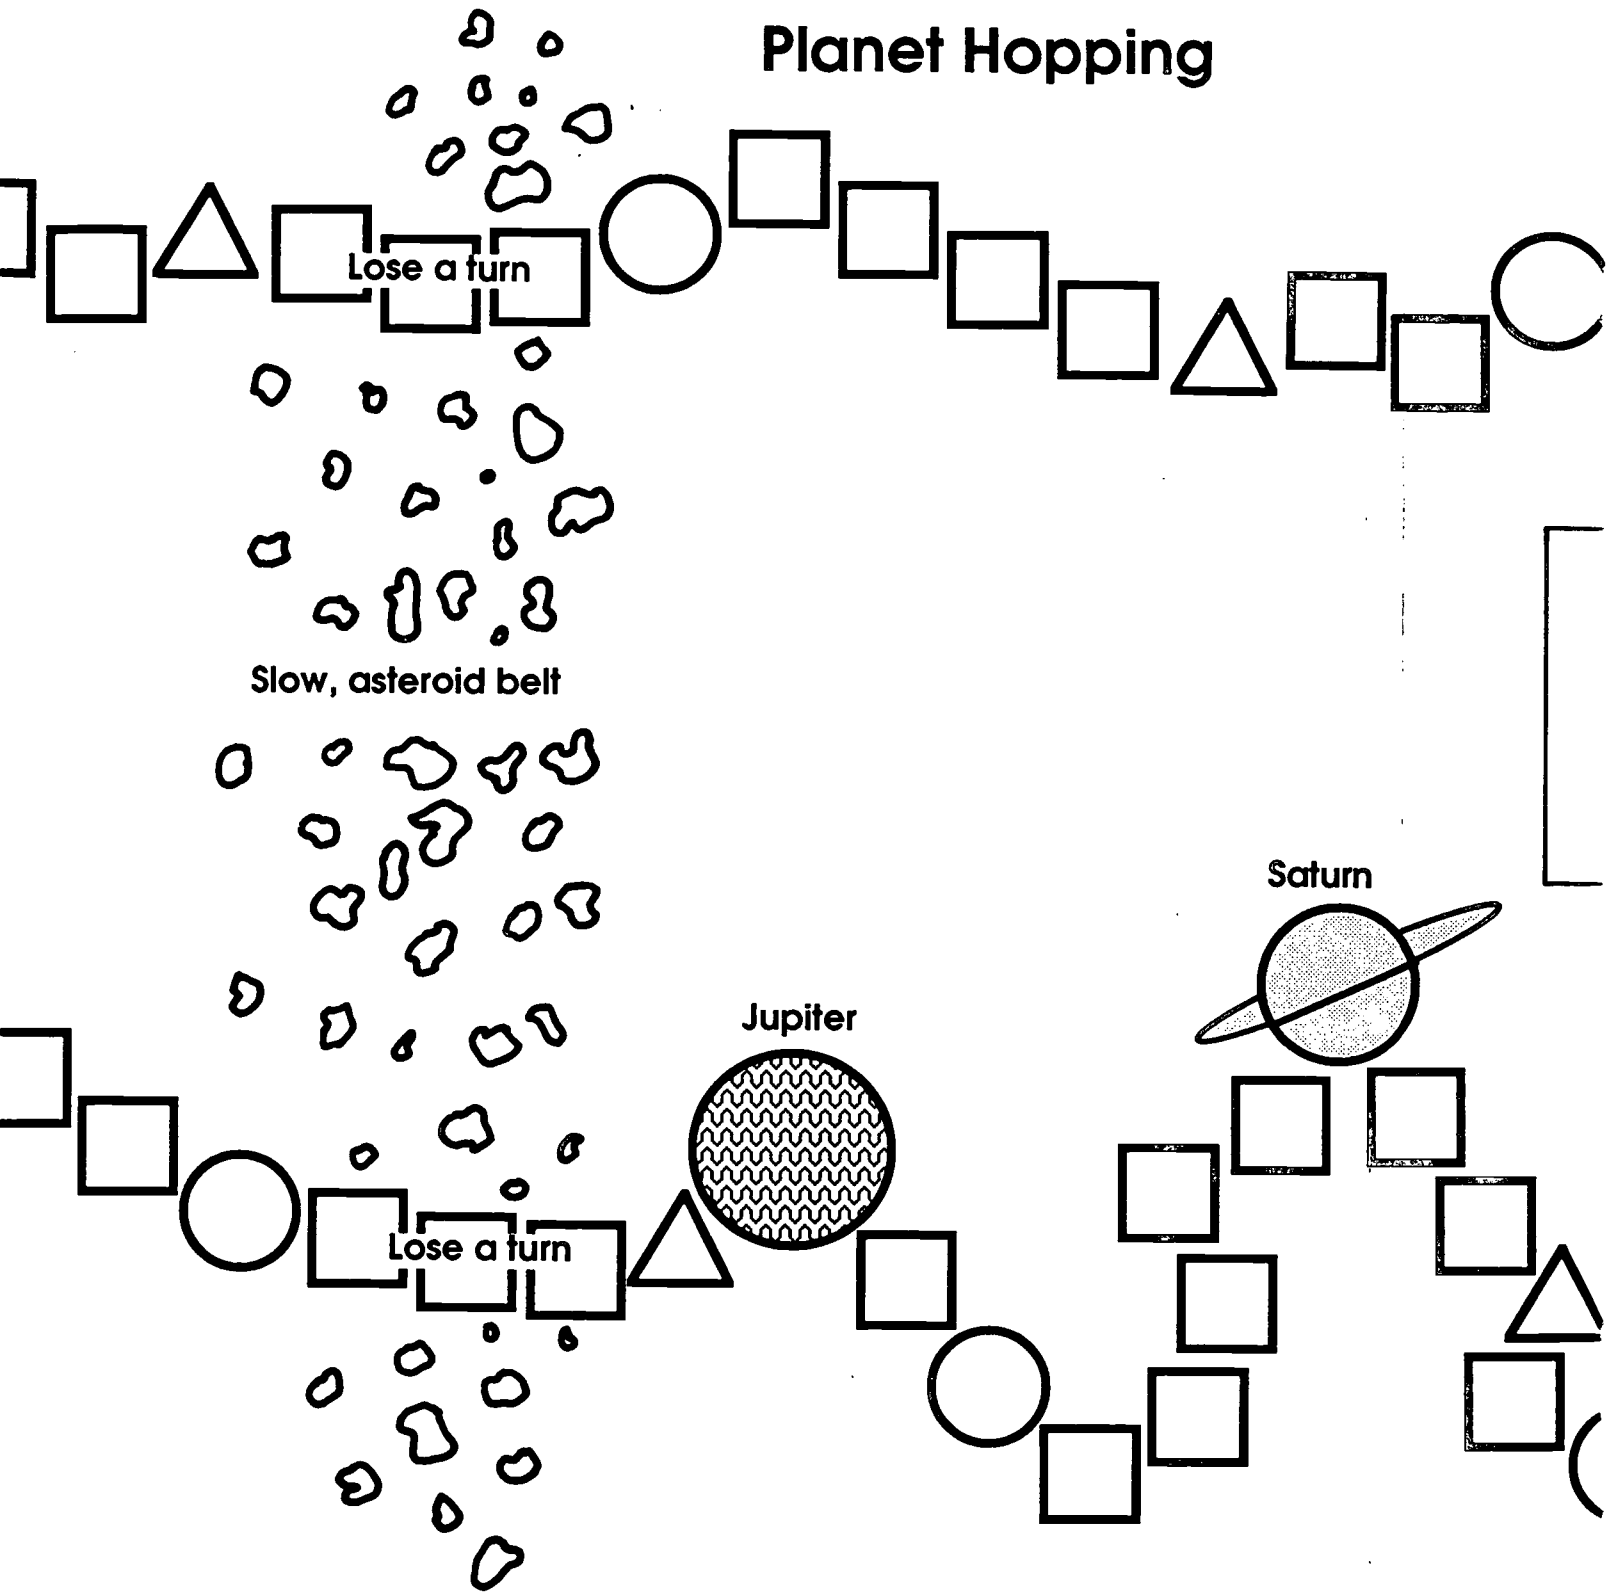 Planet Hopping
Lose a turn
Slow, asteroid belt
Saturn
Jupiter
Lose a turn